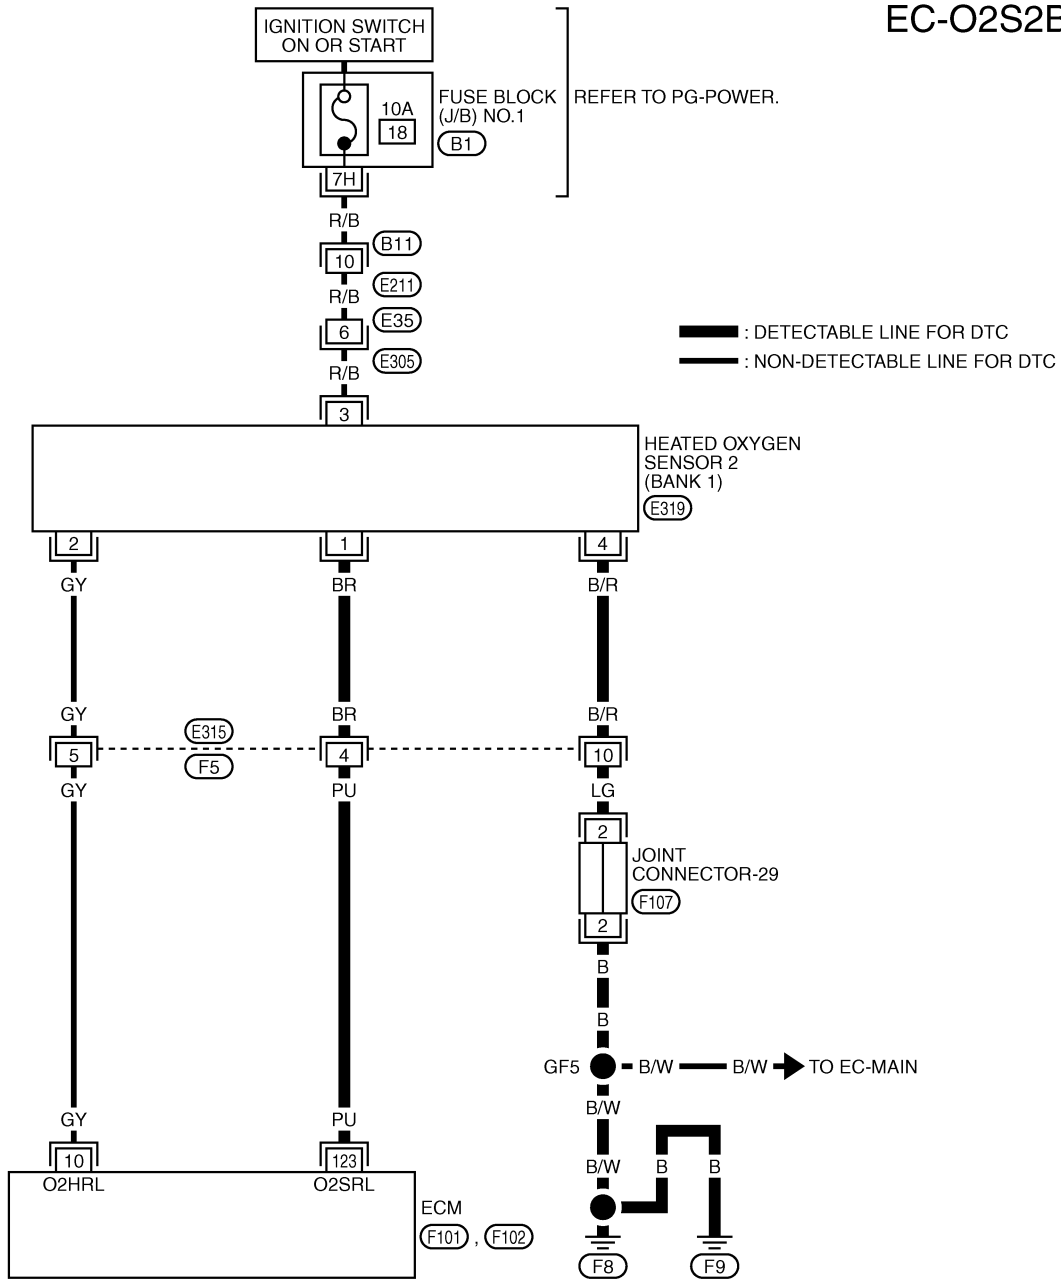 EC-O2S2B
IGNITION SWITCH
ON OR START
10A
18
FUSE BLOCK
(J/B) NO.1
B1
REFER TO PG-POWER.
7H
R/B
B11
10
E211
R/B
E35
6
E305
R/B
: DETECTABLE LINE FOR DTC
: NON-DETECTABLE LINE FOR DTC
3
HEATED OXYGEN
SENSOR 2
(BANK 1)
E319
2 1 4
GY BR B/R
GY BR B/R
E315
5 4 10
F5
GY PU LG
2
JOINT
CONNECTOR-29
F107
2
B
B
GF5 B/W B/W TO EC-MAIN
B/W
GY PU
B/W B B
10 123
O2HRL O2SRL
ECM
F101 , F102
F8 F9